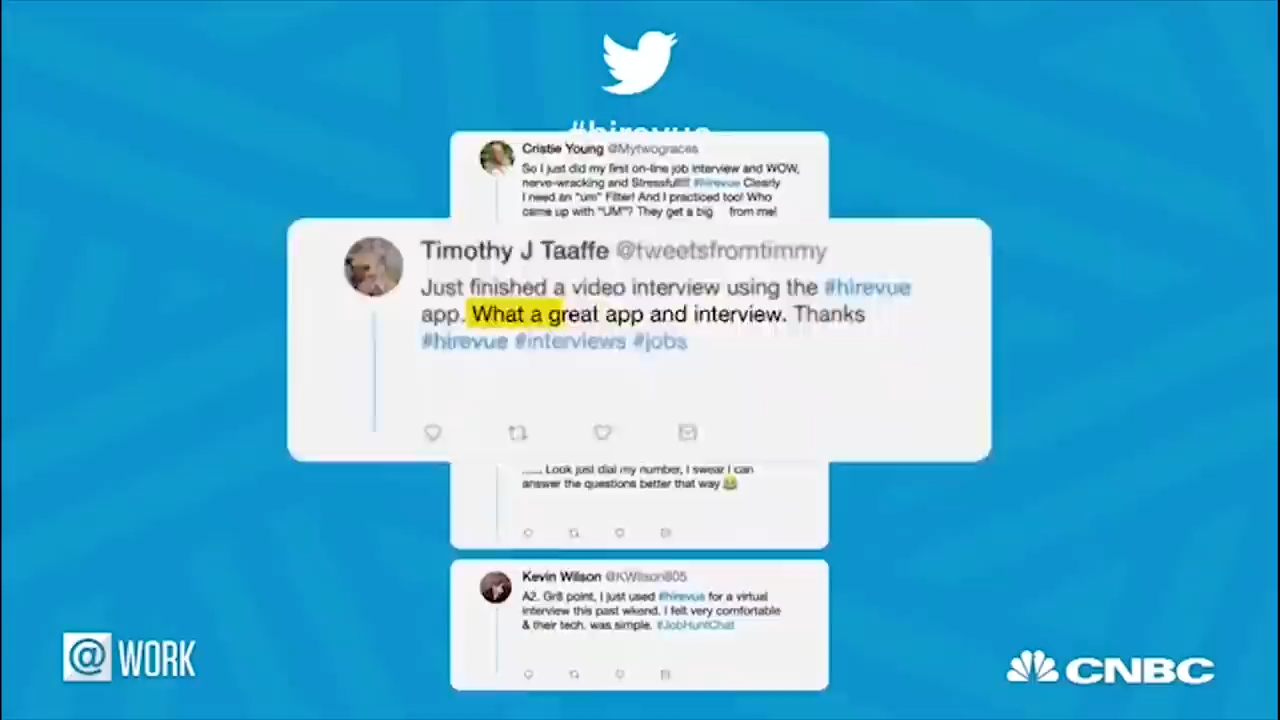 #hirevue
Cristie Young @Mytwograces
So I just did my first on-line job interview and WOW,
nerve-wracking and Stressful!!! #hirevue Clearly
I need an "um" Filter! And I practiced too! Who
came up with "UM"? They get a big from me!
Timothy J Taaffe @tweetsfromtimmy
Just finished a video interview using the #hirevue
app. What a great app and interview. Thanks
#hirevue #interviews #jobs
Look just dial my number, I swear I can
answer the questions better that way 😂
Kevin Wilson @KWilson805
A2. Gr8 point, I just used #hirevue for a virtual
interview this past wkend. I felt very comfortable
& their tech. was simple. #JobHuntChat
@ WORK
CNBC